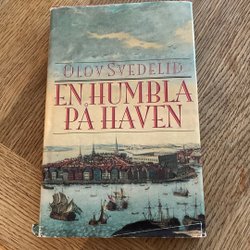 OLOV SVEDELID
EN HUMBLA
PÅ HAVEN